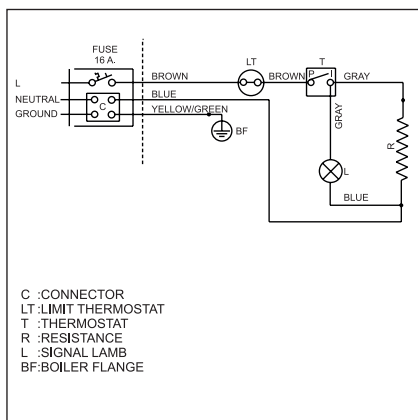 FUSE
16 A.
LT
T
L
BROWN
BROWN
P
I
GRAY
NEUTRAL
BLUE
C
GROUND
YELLOW/GREEN
BF
GRAY
R
L
BLUE
C :CONNECTOR
LT:LIMIT THERMOSTAT
T :THERMOSTAT
R :RESISTANCE
L :SIGNAL LAMB
BF:BOILER FLANGE